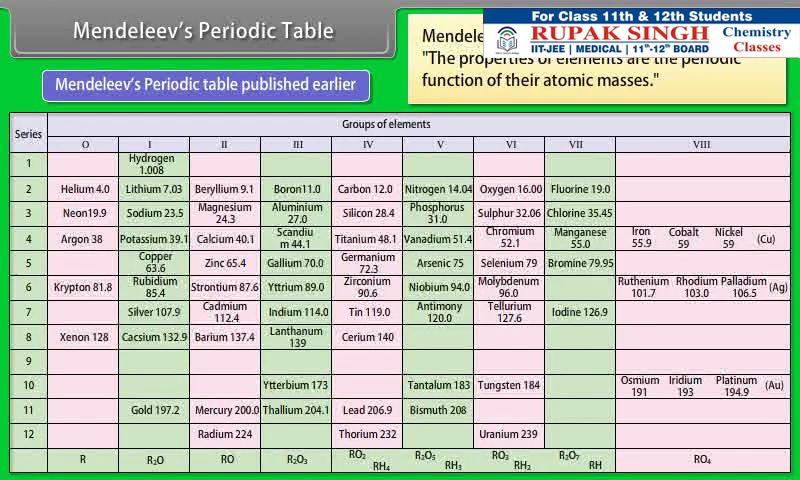 Mendeleev's Periodic Table
Mendele
For Class 11th & 12th Students
RUPAK SINGH
IIT-JEE | MEDICAL | 11th-12th BOARD
Chemistry
Classes
"The properties of elements are the periodic
function of their atomic masses."
Mendeleev's Periodic table published earlier
Series Groups of elements
O I II III IV V VI VII VIII
1 Hydrogen 1.008
2 Helium 4.0 Lithium 7.03 Beryllium 9.1 Boron11.0 Carbon 12.0 Nitrogen 14.04 Oxygen 16.00 Fluorine 19.0
3 Neon19.9 Sodium 23.5 Magnesium 24.3 Aluminium 27.0 Silicon 28.4 Phosphorus 31.0 Sulphur 32.06 Chlorine 35.45
4 Argon 38 Potassium 39.1 Calcium 40.1 Scandiu m 44.1 Titanium 48.1 Vanadium 51.4 Chromium 52.1 Manganese 55.0 Iron 55.9 Cobalt 59 Nickel 59 (Cu)
5 Copper 63.6 Zinc 65.4 Gallium 70.0 Germanium 72.3 Arsenic 75 Selenium 79 Bromine 79.95
6 Krypton 81.8 Rubidium 85.4 Strontium 87.6 Yttrium 89.0 Zirconium 90.6 Niobium 94.0 Molybdenum 96.0 Ruthenium 101.7 Rhodium 103.0 Palladium 106.5 (Ag)
7 Silver 107.9 Cadmium 112.4 Indium 114.0 Tin 119.0 Antimony 120.0 Tellurium 127.6 Iodine 126.9
8 Xenon 128 Cacsium 132.9 Barium 137.4 Lanthanum 139 Cerium 140
9
10 Ytterbium 173 Tantalum 183 Tungsten 184 Osmium 191 Iridium 193 Platinum 194.9 (Au)
11 Gold 197.2 Mercury 200.0 Thallium 204.1 Lead 206.9 Bismuth 208
12 Radium 224 Thorium 232 Uranium 239
R R₂O RO R₂O₃ RO₂ RH₄ R₂O₅ RH₃ RO₃ RH₂ R₂O₇ RH RO₄